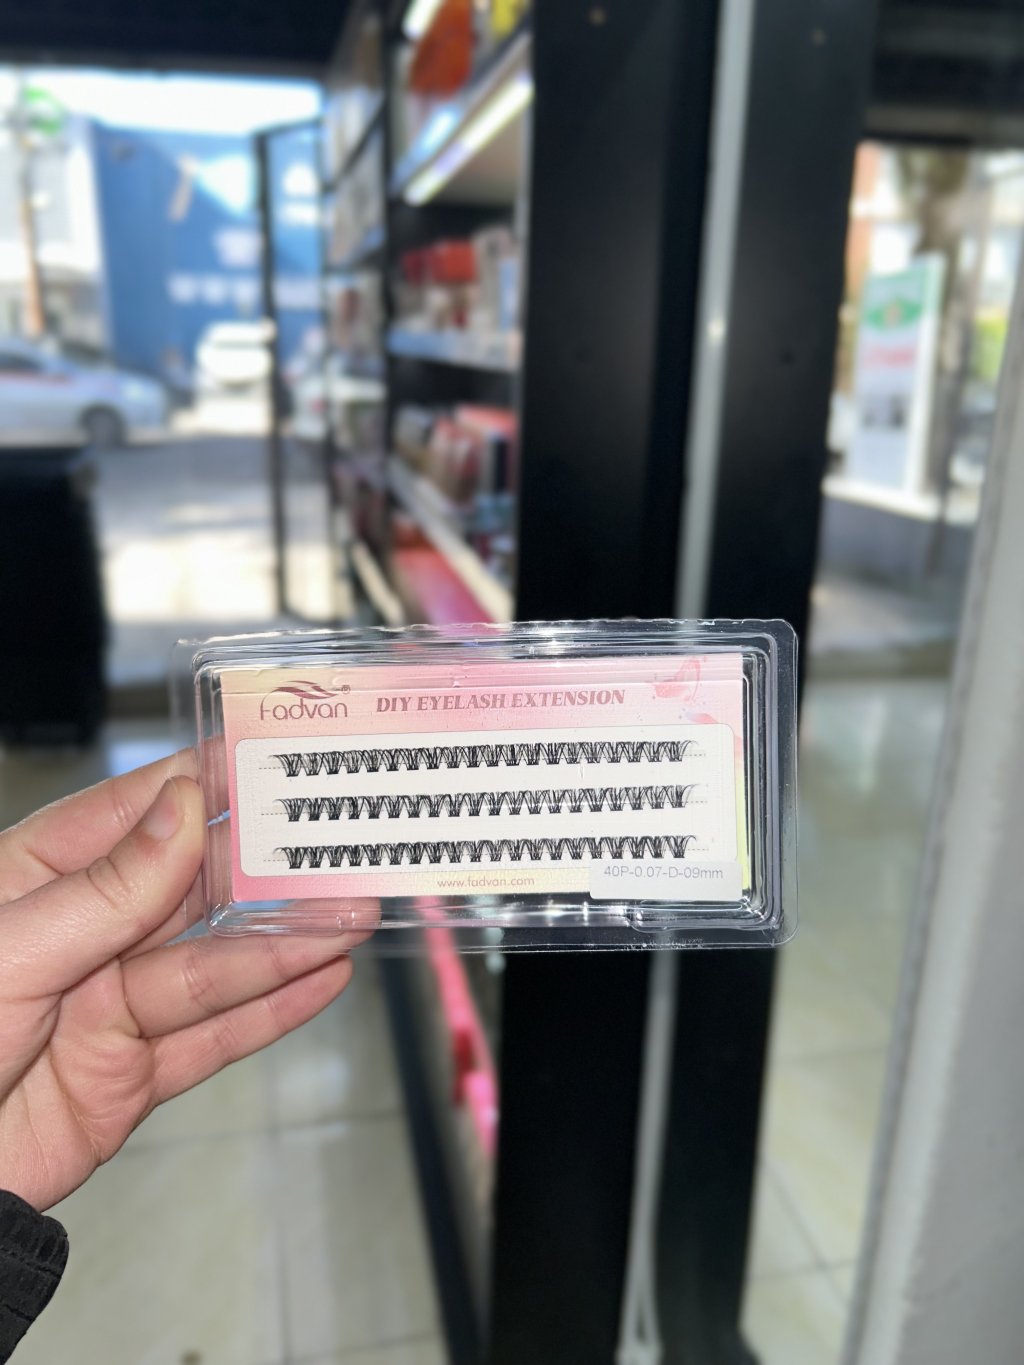 Fadvan®
DIY EYELASH EXTENSION
www.fadvan.com
40P-0.07-D-09mm